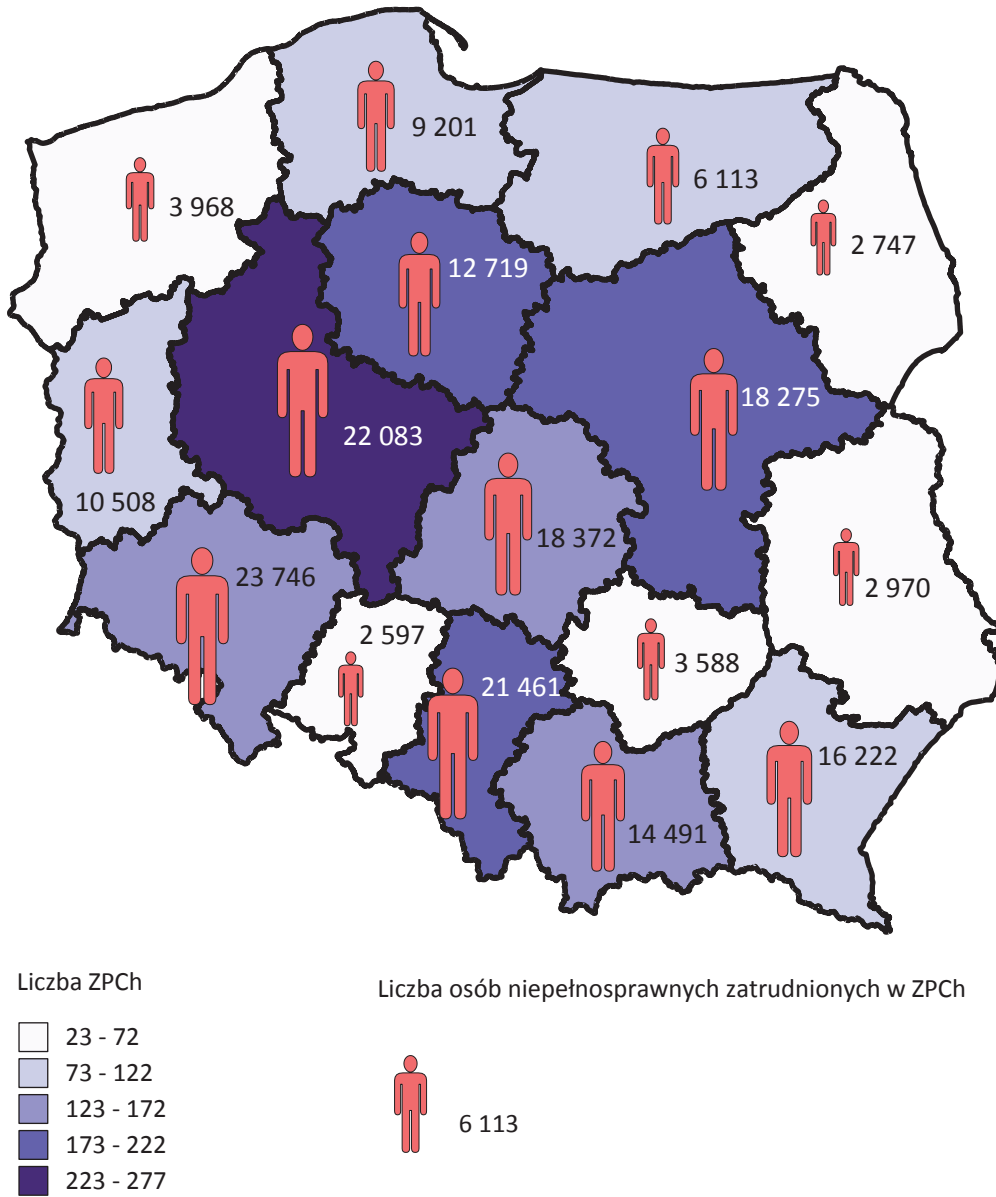 9 201
6 113
3 968
2 747
12 719
18 275
22 083
10 508
18 372
23 746
2 970
2 597
3 588
21 461
16 222
14 491
Liczba ZPCh
23 - 72
73 - 122
123 - 172
173 - 222
223 - 277
Liczba osób niepełnosprawnych zatrudnionych w ZPCh
6 113